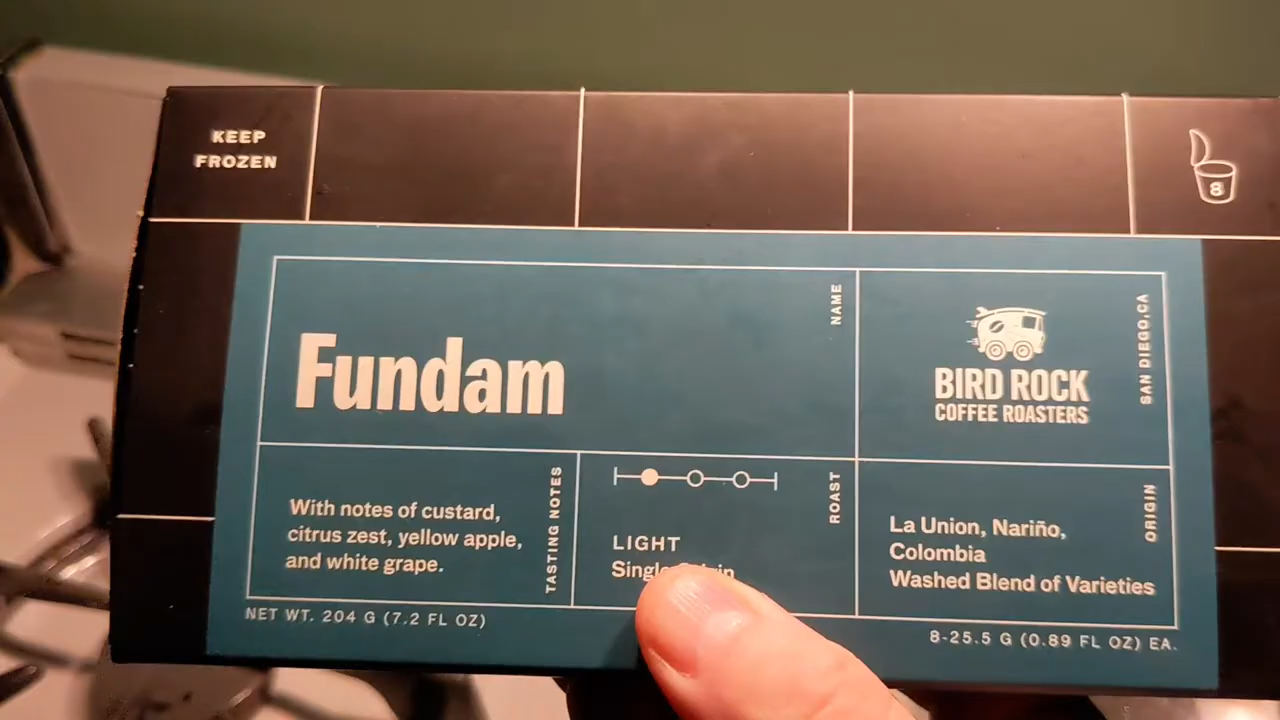 KEEP
FROZEN
8
Fundam
NAME
BIRD ROCK
COFFEE ROASTERS
SAN DIEGO, CA
With notes of custard,
citrus zest, yellow apple,
and white grape.
TASTING NOTES
LIGHT
ROAST
La Union, Nariño,
Colombia
Washed Blend of Varieties
ORIGIN
NET WT. 204 G (7.2 FL OZ)
8-25.5 G (0.89 FL OZ) EA.